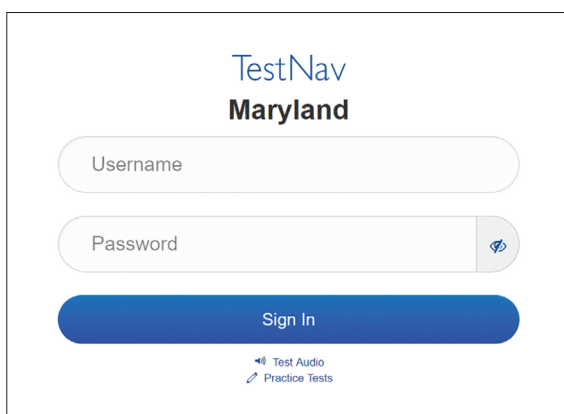 TestNav
Maryland
Username
Password
Sign In
Test Audio
Practice Tests